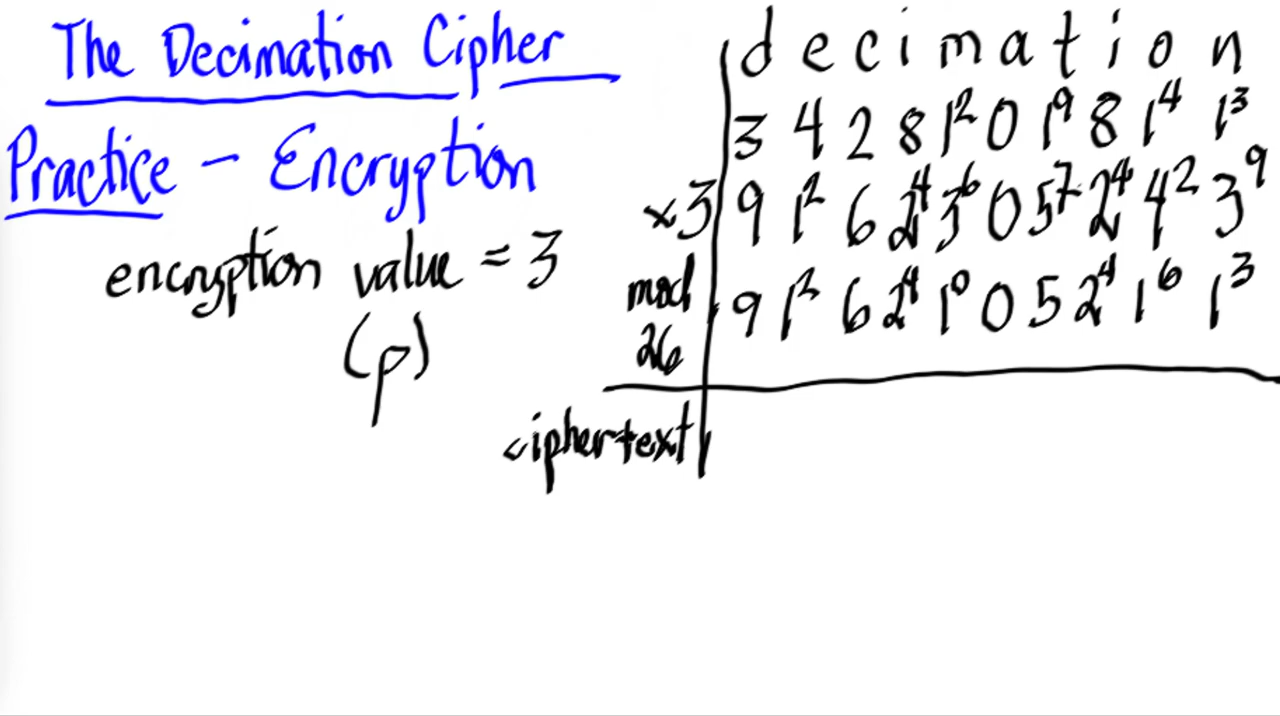 The Decimation Cipher
Practice - Encryption
encryption value = 3
(p)
d e c i m a t i o n
3 4 2 8 12 0 19 8 14 13
×3 9 12 6 24 36 0 57 24 42 39
mod 26 9 12 6 24 10 0 5 24 16 13
ciphertext